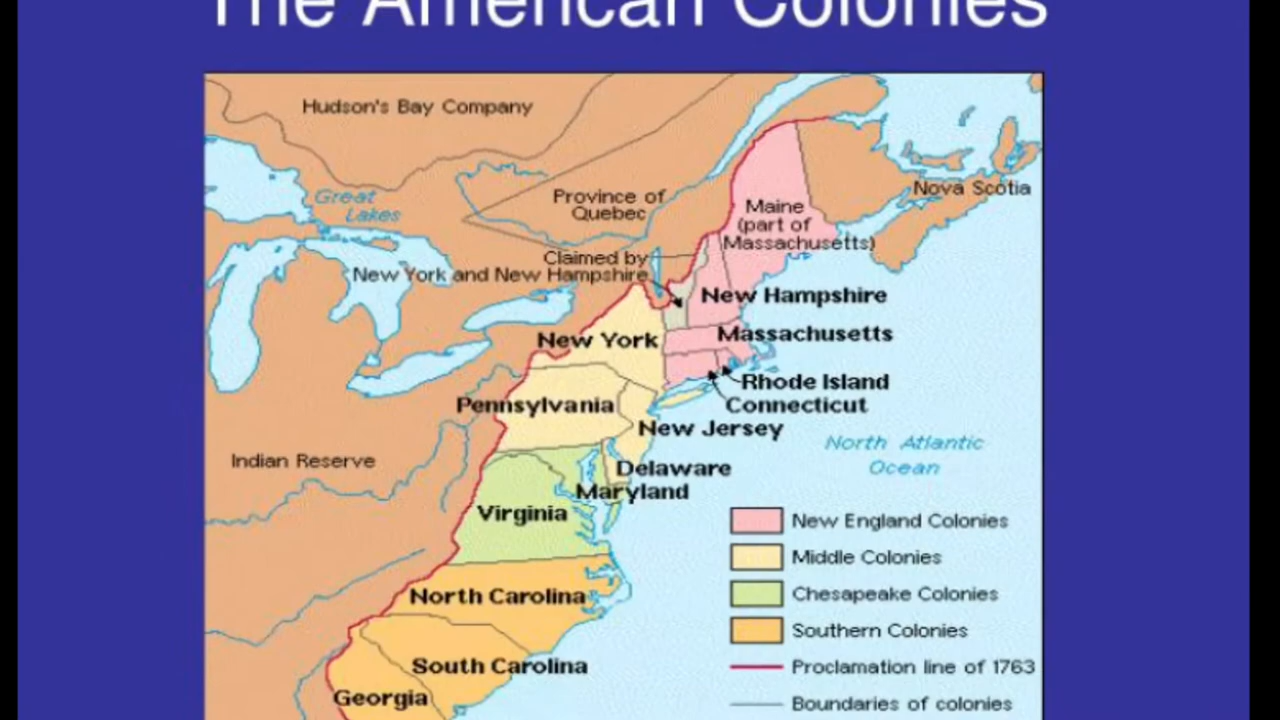 The American Colonies
Hudson's Bay Company
Great
Lakes
Province of
Quebec
Nova Scotia
Maine
(part of
Massachusetts)
Claimed by
New York and New Hampshire
New Hampshire
Massachusetts
New York
Rhode Island
Connecticut
Pennsylvania
New Jersey
North Atlantic
Ocean
Indian Reserve
Delaware
Maryland
Virginia
New England Colonies
Middle Colonies
Chesapeake Colonies
Southern Colonies
Proclamation line of 1763
Boundaries of colonies
North Carolina
South Carolina
Georgia